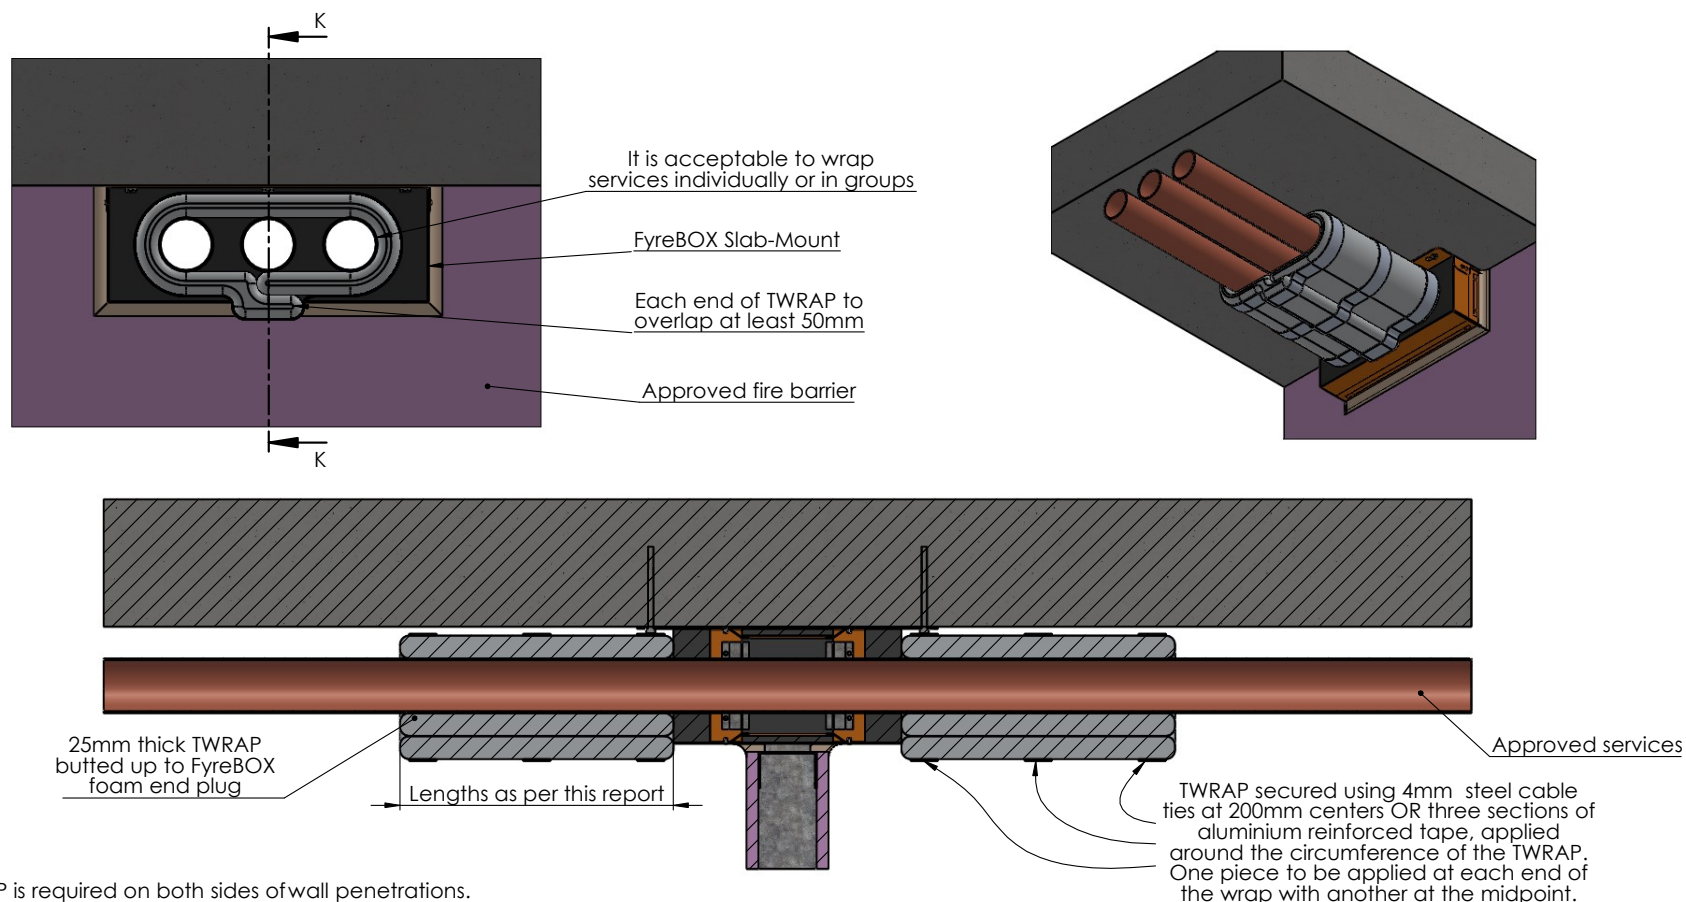 K
It is acceptable to wrap
services individually or in groups
FyreBOX Slab-Mount
Each end of TWRAP to
overlap at least 50mm
Approved fire barrier
K
25mm thick TWRAP
butted up to FyreBOX
foam end plug
Lengths as per this report
Approved services
TWRAP secured using 4mm steel cable
ties at 200mm centers OR three sections of
aluminium reinforced tape, applied
around the circumference of the TWRAP.
One piece to be applied at each end of
the wrap with another at the midpoint.
P is required on both sides of wall penetrations.